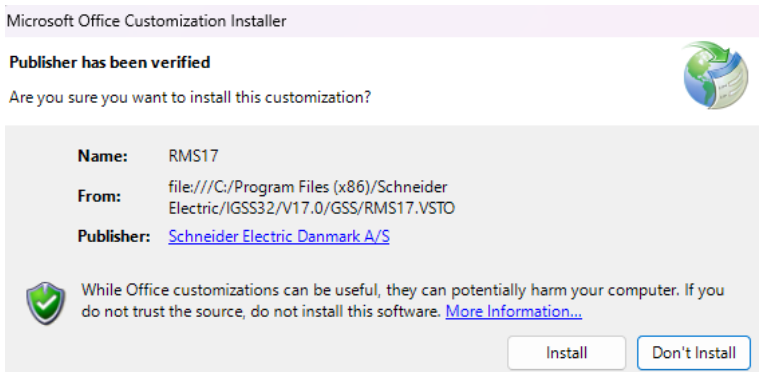 Microsoft Office Customization Installer
Publisher has been verified
Are you sure you want to install this customization?
Name: RMS17
From: file:///C:/Program Files (x86)/Schneider
Electric/IGSS32/V17.0/GSS/RMS17.VSTO
Publisher: Schneider Electric Danmark A/S
While Office customizations can be useful, they can potentially harm your computer. If you
do not trust the source, do not install this software. More Information...
Install Don't Install